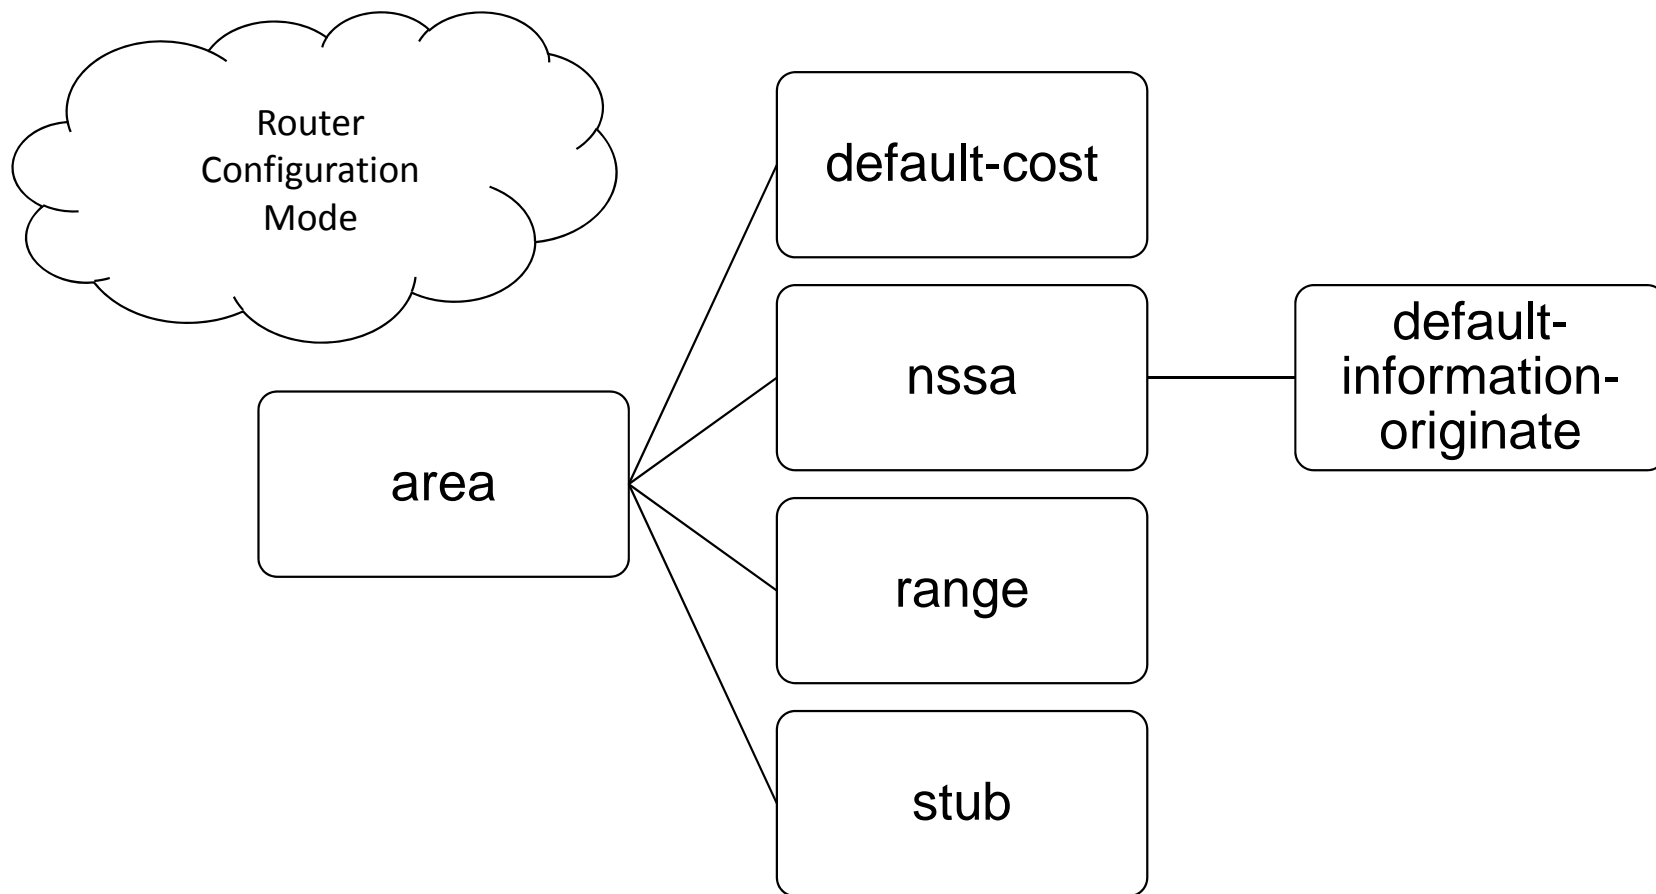 Router
Configuration
Mode
default-cost
nssa
default-
information-
originate
area
range
stub